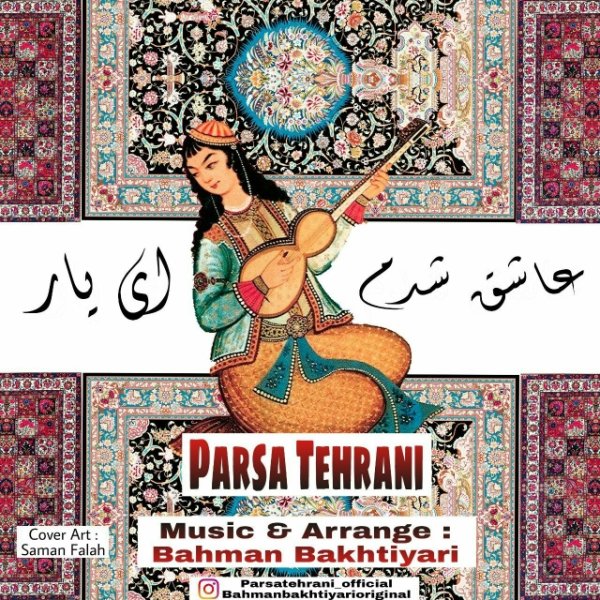 عاشق شدم ای یار
PARSA TEHRANI
Music & Arrange :
Bahman Bakhtiyari
Cover Art :
Saman Falah
Parsatehrani_official
Bahmanbakhtiyarioriginal